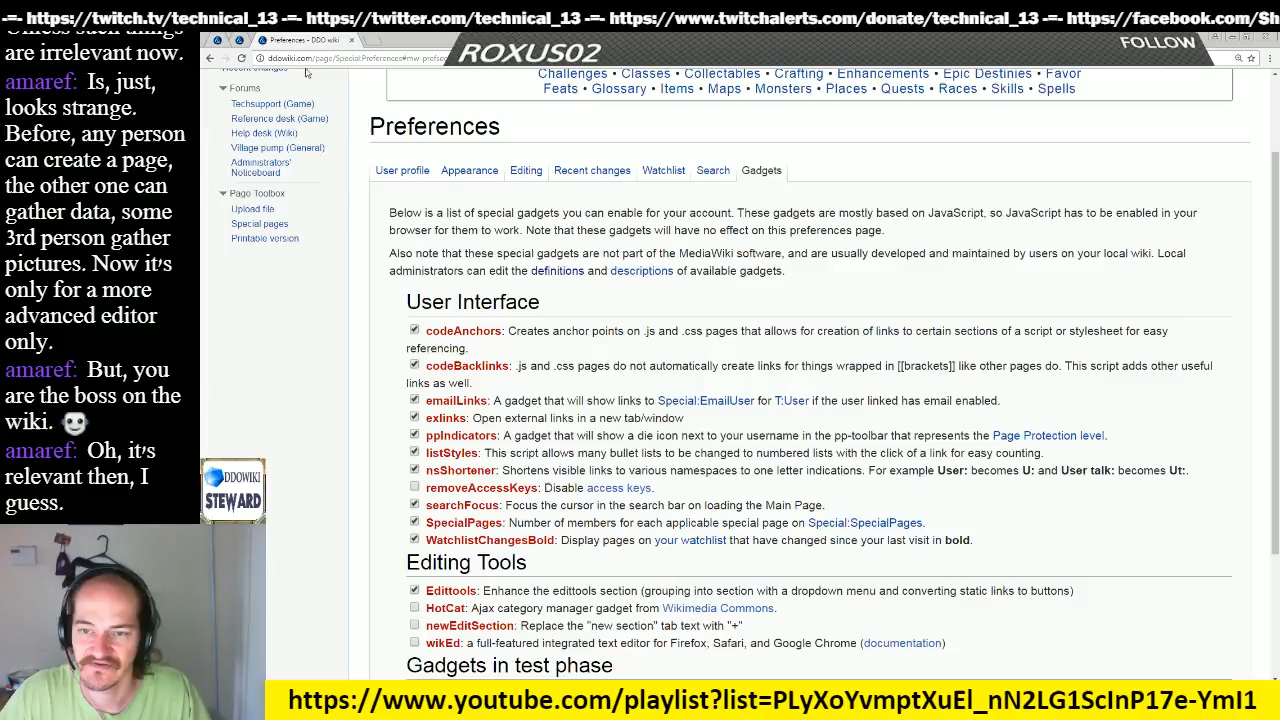 -=- https://twitch.tv/technical_13 -=- https://twitter.com/technical_13 -=- https://www.twitchalerts.com/donate/technical_13 -=- https://facebook.com/$h
are irrelevant now.
amaref: Is, just,
looks strange.
Before, any person
can create a page,
the other one can
gather data, some
3rd person gather
pictures. Now it's
only for a more
advanced editor
only.
amaref: But, you
are the boss on the
wiki.
amaref: Oh, it's
relevant then, I
guess.
Preferences - DDO wiki
ROXUS02
FOLLOW
ddowiki.com/page/Special:Preferences#mw-prefsec
Forums
Techsupport (Game)
Reference desk (Game)
Help desk (Wiki)
Village pump (General)
Administrators'
Noticeboard
Page Toolbox
Upload file
Special pages
Printable version
DDOWIKI
STEWARD
Challenges • Classes • Collectables • Crafting • Enhancements • Epic Destinies • Favor
Feats • Glossary • Items • Maps • Monsters • Places • Quests • Races • Skills • Spells
Preferences
User profile Appearance Editing Recent changes Watchlist Search Gadgets
Below is a list of special gadgets you can enable for your account. These gadgets are mostly based on JavaScript, so JavaScript has to be enabled in your
browser for them to work. Note that these gadgets will have no effect on this preferences page.
Also note that these special gadgets are not part of the MediaWiki software, and are usually developed and maintained by users on your local wiki. Local
administrators can edit the definitions and descriptions of available gadgets.
User Interface
codeAnchors: Creates anchor points on .js and .css pages that allows for creation of links to certain sections of a script or stylesheet for easy
referencing.
codeBacklinks: .js and .css pages do not automatically create links for things wrapped in [[brackets]] like other pages do. This script adds other useful
links as well.
emailLinks: A gadget that will show links to Special:EmailUser for T:User if the user linked has email enabled.
exlinks: Open external links in a new tab/window
ppIndicators: A gadget that will show a die icon next to your username in the pp-toolbar that represents the Page Protection level.
listStyles: This script allows many bullet lists to be changed to numbered lists with the click of a link for easy counting.
nsShortener: Shortens visible links to various namespaces to one letter indications. For example User: becomes U: and User talk: becomes Ut:.
removeAccessKeys: Disable access keys.
searchFocus: Focus the cursor in the search bar on loading the Main Page.
SpecialPages: Number of members for each applicable special page on Special:SpecialPages.
WatchlistChangesBold: Display pages on your watchlist that have changed since your last visit in bold.
Editing Tools
Edittools: Enhance the edittools section (grouping into section with a dropdown menu and converting static links to buttons)
HotCat: Ajax category manager gadget from Wikimedia Commons.
newEditSection: Replace the "new section" tab text with "+"
wikEd: a full-featured integrated text editor for Firefox, Safari, and Google Chrome (documentation)
Gadgets in test phase
https://www.youtube.com/playlist?list=PLyXoYvmptXuEl_nN2LG1ScInP17e-YmI1